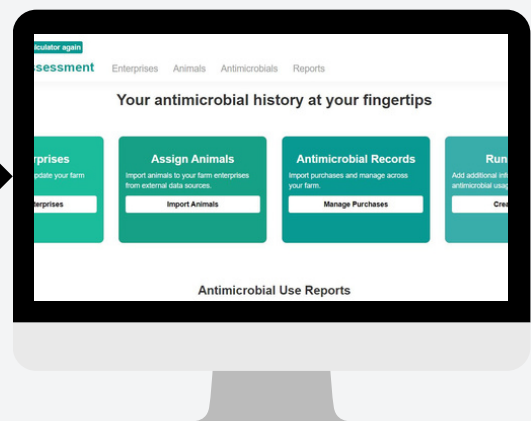 lculator again
ssessment
Enterprises Animals Antimicrobials Reports
Your antimicrobial history at your fingertips
rprises
pdate your farm
terprises
Assign Animals
Import animals to your farm enterprises
from external data sources.
Import Animals
Antimicrobial Records
Import purchases and manage across
your farm.
Manage Purchases
Run
Add additional inf
antimicrobial usag
Crea
Antimicrobial Use Reports